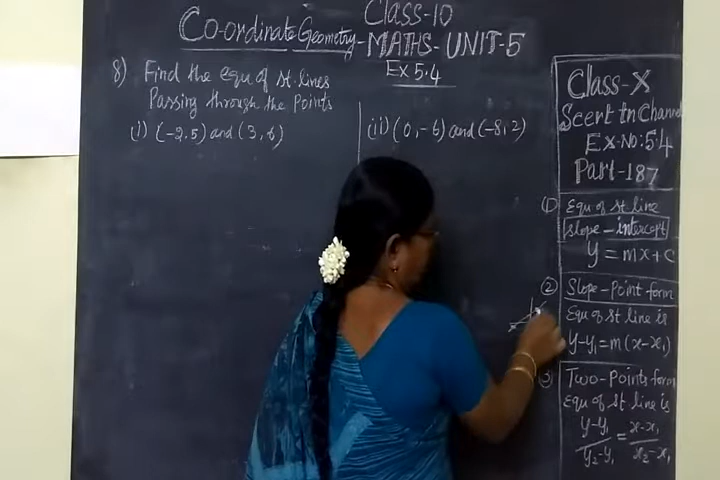 Class-10
Co-ordinate Geometry-MATHS-UNIT-5
Ex 5.4
8) Find the equ of st.lines
Passing through the points
(i) (-2,5) and (3,6)
(ii) (0,-6) and (-8,2)
Class-X
Scert tn Channel
Ex-No: 5.4
Part-187
(1) Equ of st line
slope-intercept
y=mx+c
(2) Slope-Point form
Equ of st line is
y-y₁=m(x-x₁)
(3) Two-Points form
Equ of st line is
y-y₁/y₂-y₁ = x-x₁/x₂-x₁